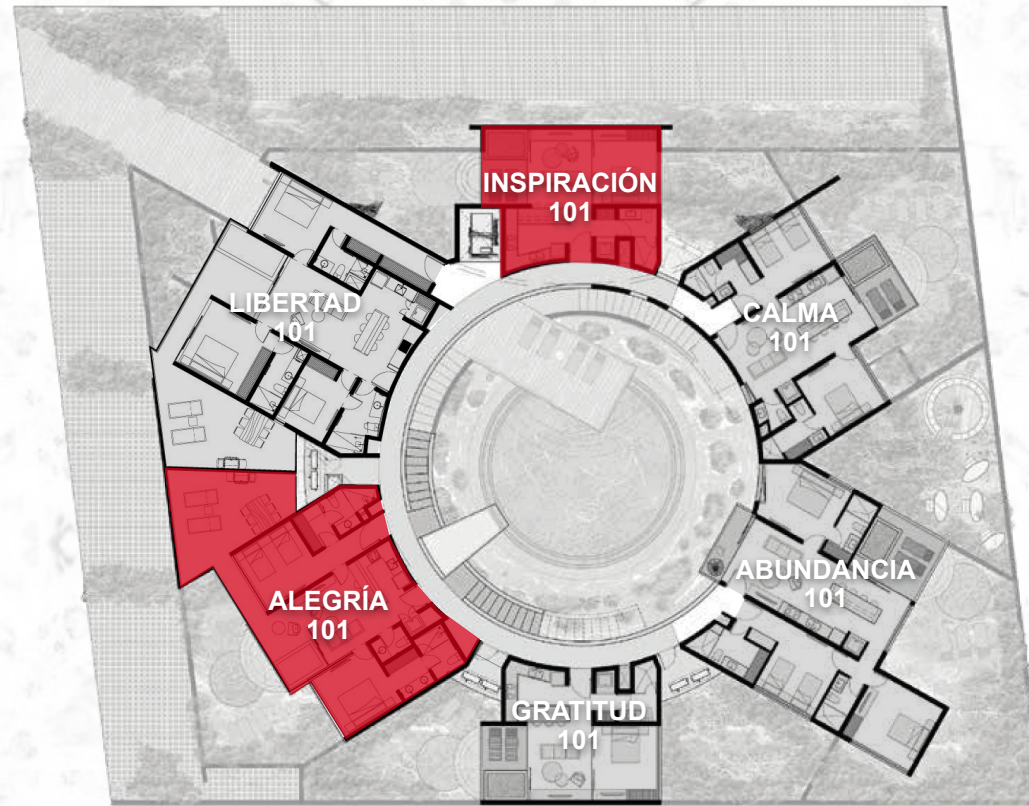 INSPIRACIÓN
101
LIBERTAD
101
CALMA
101
ALEGRÍA
101
ABUNDANCIA
101
GRATITUD
101